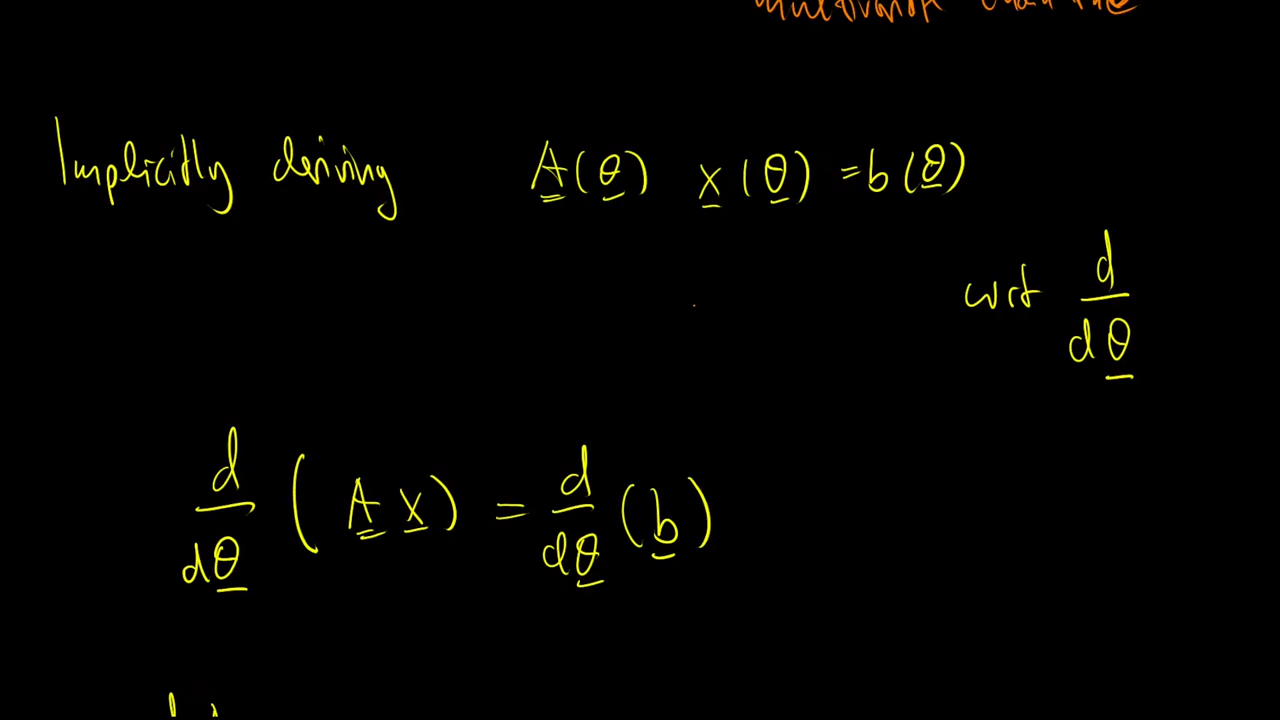 Implicitly deriving A(θ) x(θ) = b(θ)
wrt d/dθ
d/dθ (A x) = d/dθ (b)